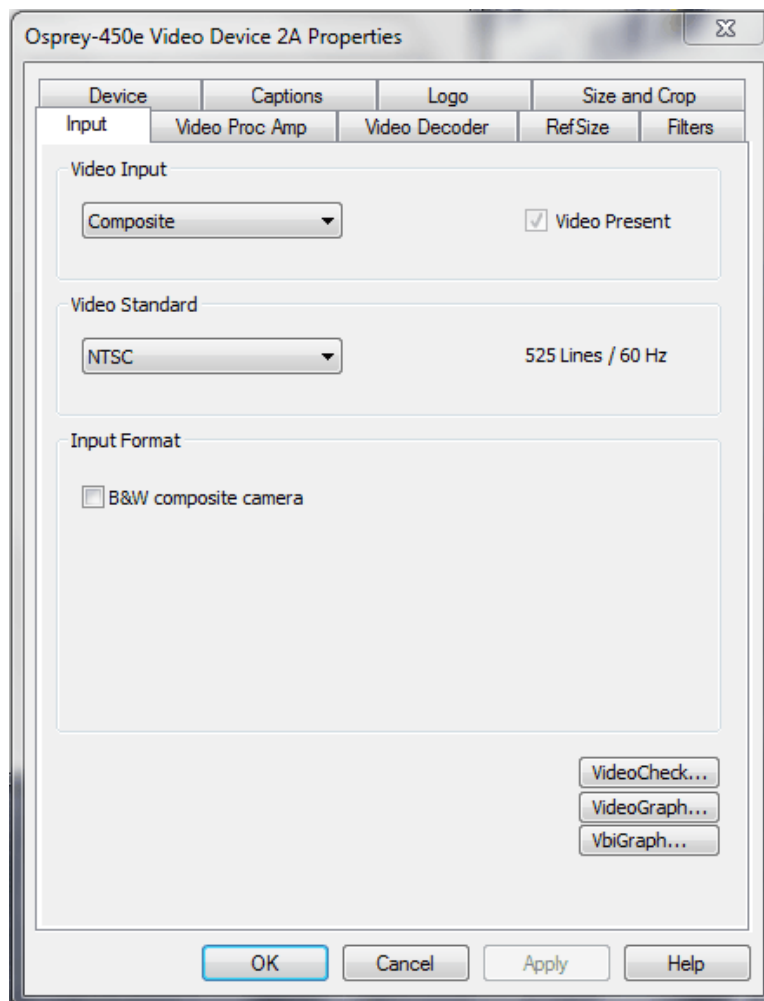 Osprey-450e Video Device 2A Properties
Device Captions Logo Size and Crop
Input Video Proc Amp Video Decoder RefSize Filters
Video Input
Composite Video Present
Video Standard
NTSC 525 Lines / 60 Hz
Input Format
B&W composite camera
VideoCheck...
VideoGraph...
VbiGraph...
OK Cancel Apply Help